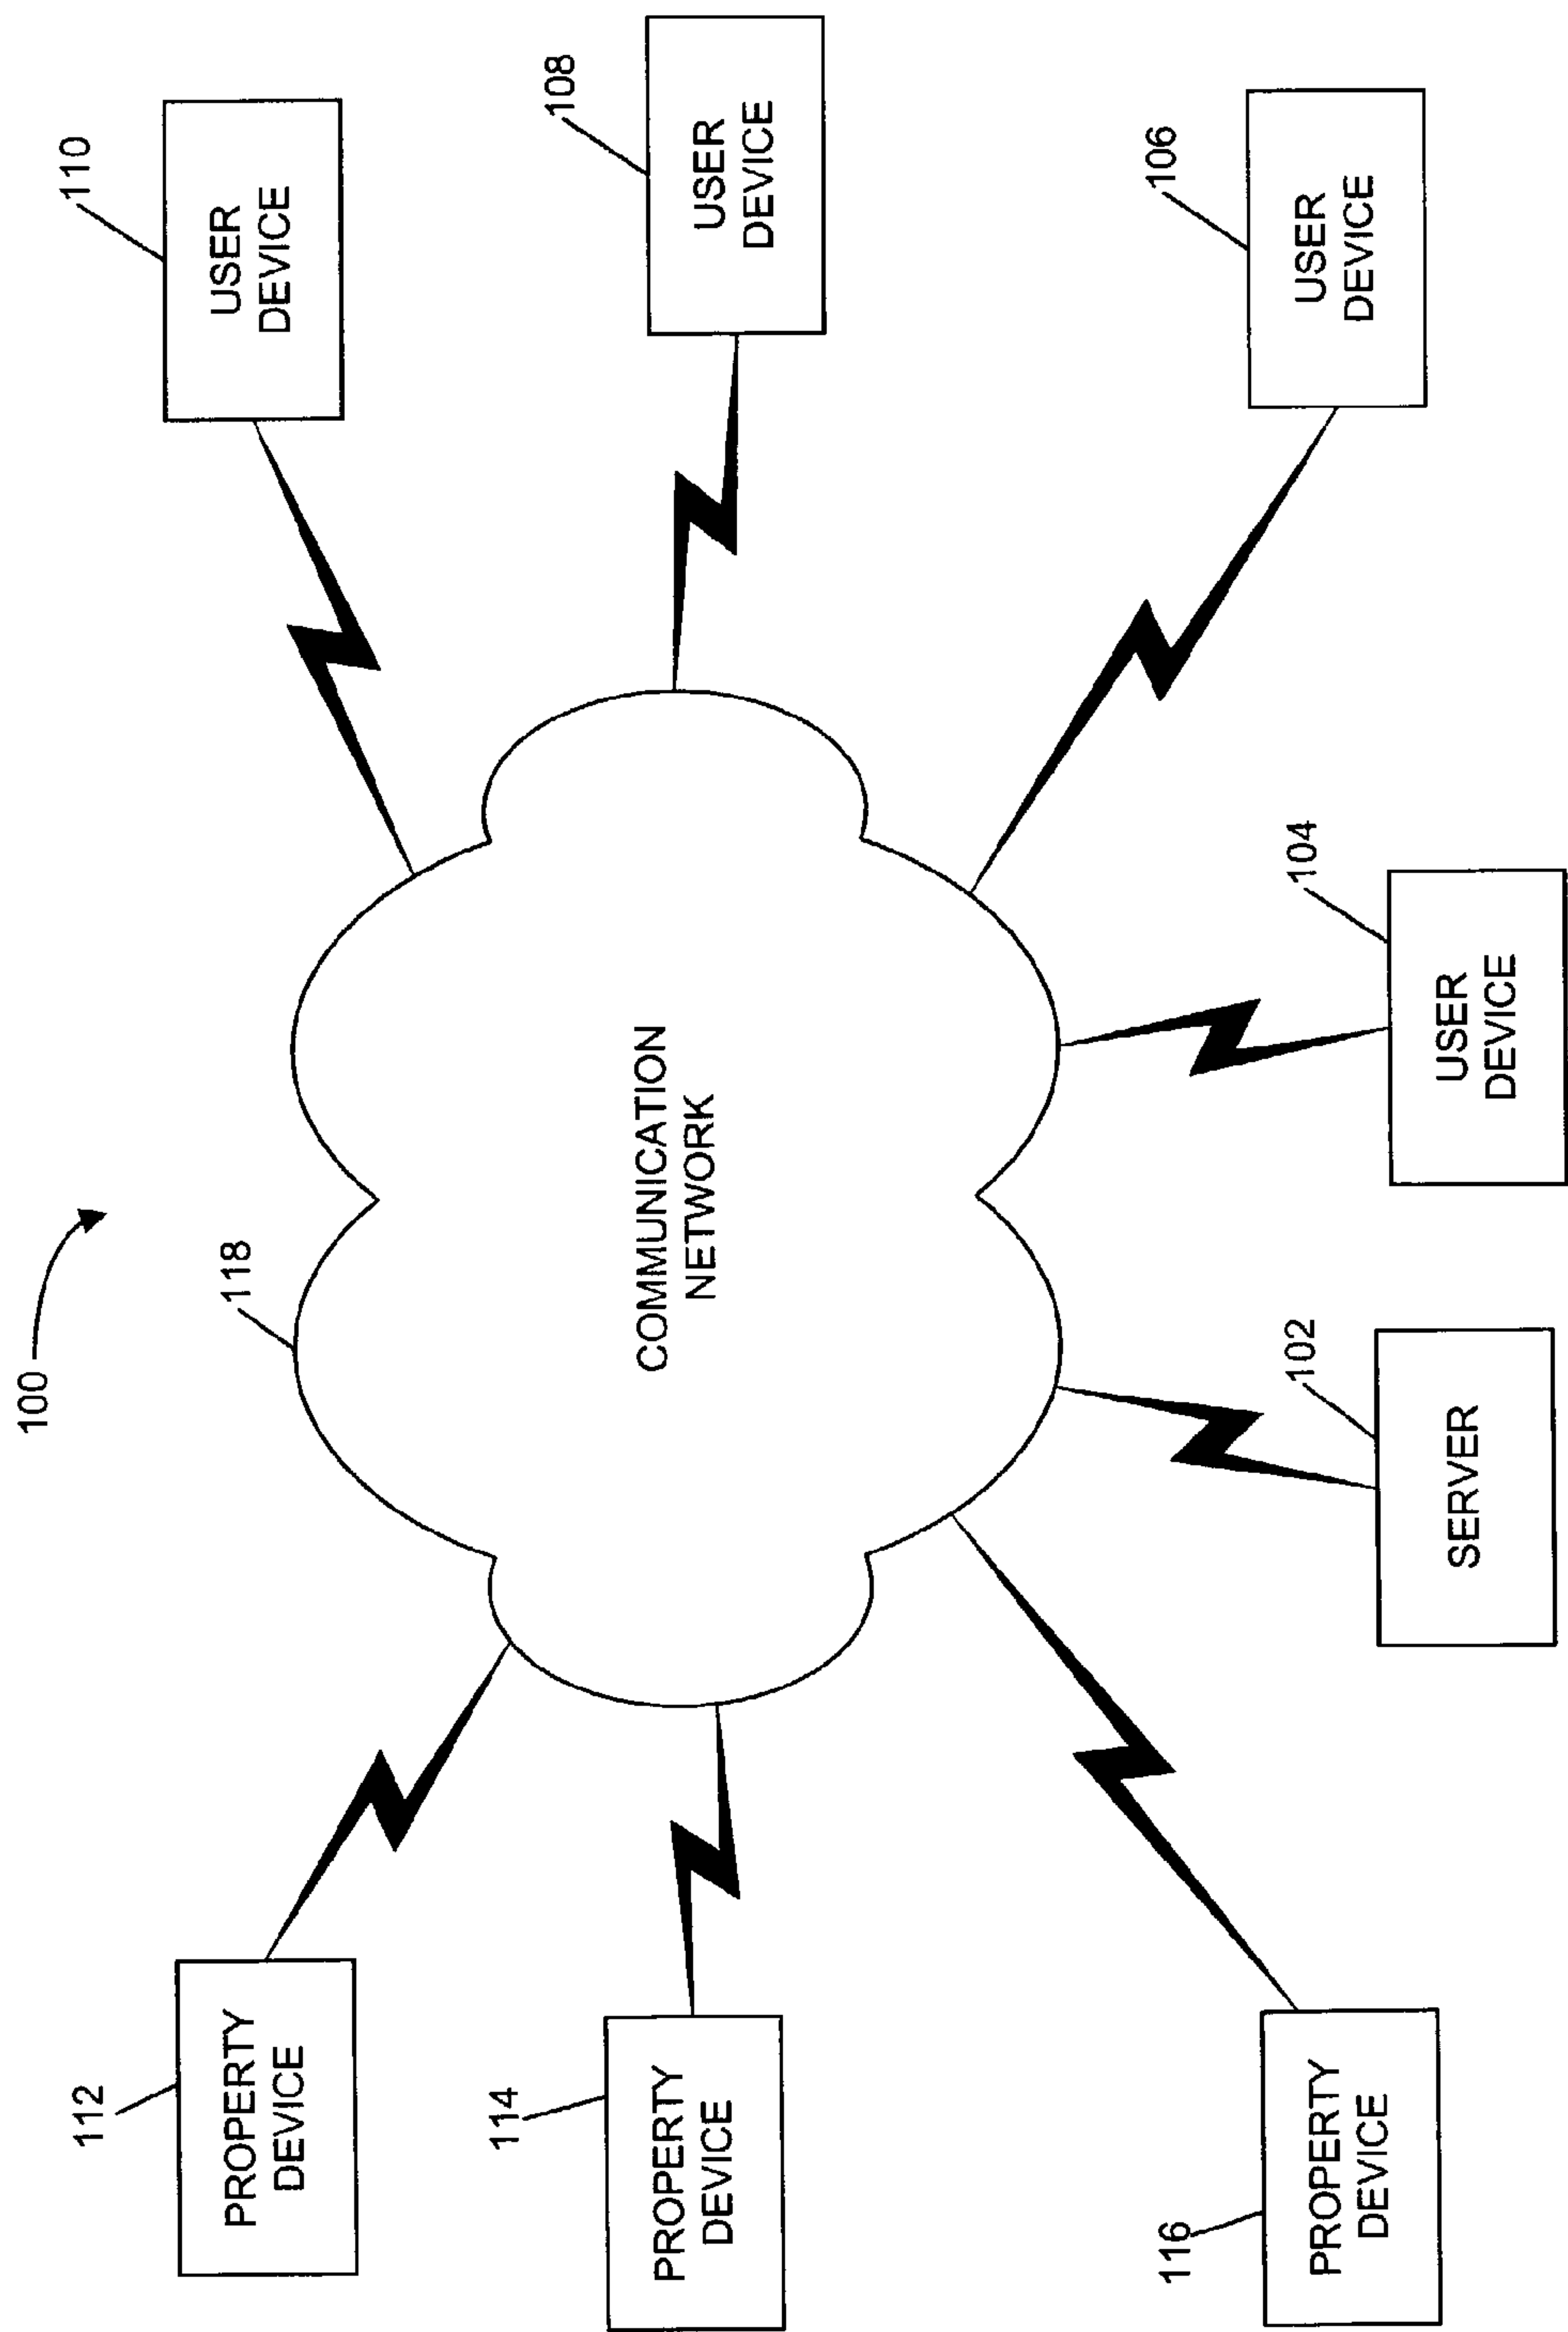 100
118
112
PROPERTY
DEVICE
110
USER
DEVICE
114
PROPERTY
DEVICE
COMMUNICATION
NETWORK
108
USER
DEVICE
116
PROPERTY
DEVICE
102
SERVER
104
USER
DEVICE
106
USER
DEVICE